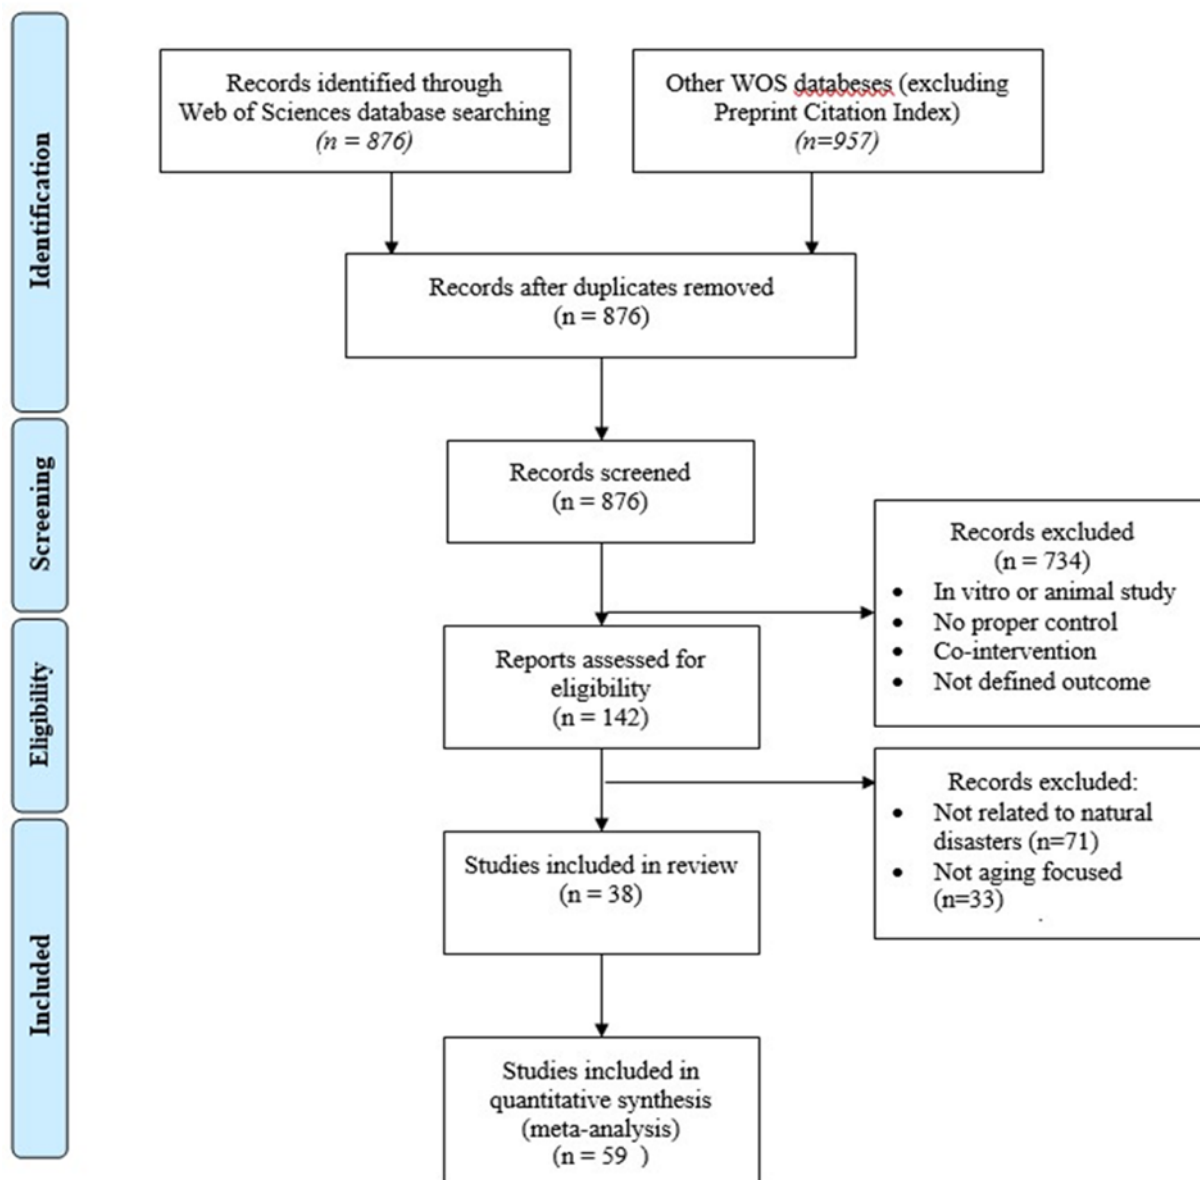 Identification
Records identified through
Web of Sciences database searching
(n = 876)
Other WOS databeses (excluding
Preprint Citation Index)
(n=957)
Records after duplicates removed
(n = 876)
Screening
Records screened
(n = 876)
Records excluded
(n = 734)
• In vitro or animal study
• No proper control
• Co-intervention
• Not defined outcome
Eligibility
Reports assessed for
eligibility
(n = 142)
Records excluded:
• Not related to natural
disasters (n=71)
• Not aging focused
(n=33)
Included
Studies included in review
(n = 38)
Studies included in
quantitative synthesis
(meta-analysis)
(n = 59 )